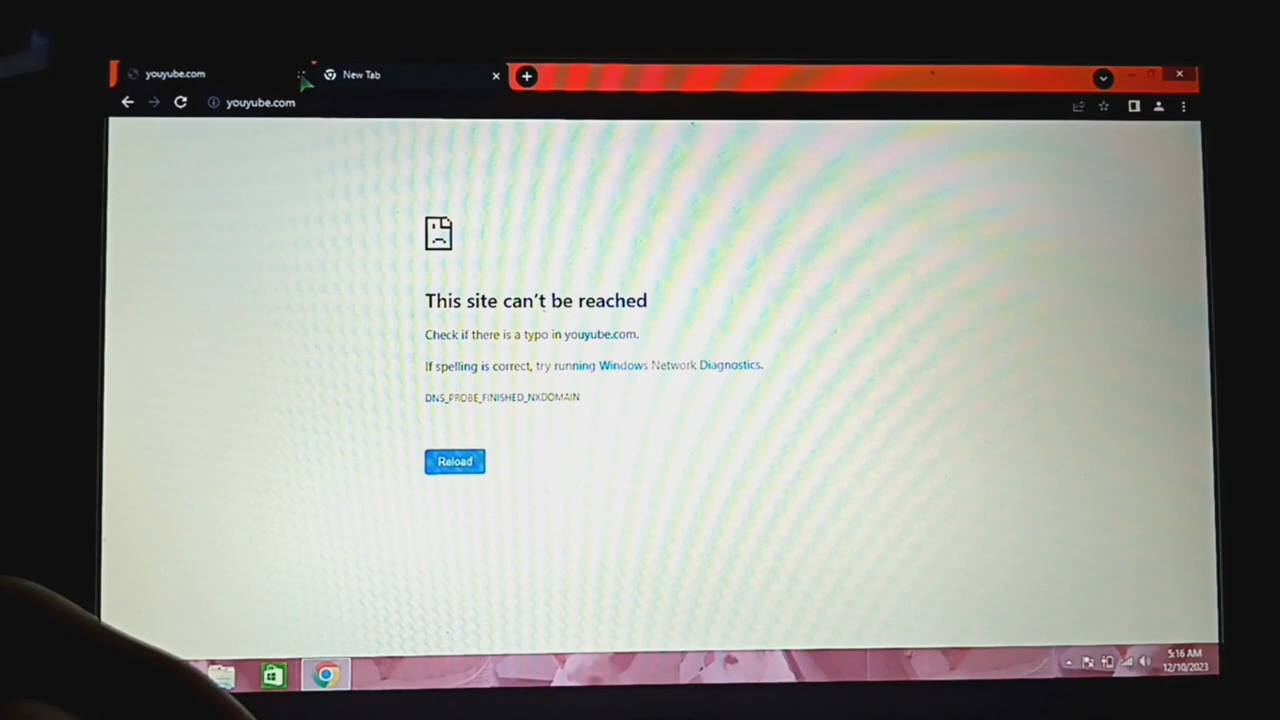 youyube.com
New Tab
youyube.com
This site can't be reached
Check if there is a typo in youyube.com.
If spelling is correct, try running Windows Network Diagnostics.
DNS_PROBE_FINISHED_NXDOMAIN
Reload
5:16 AM
12/10/2023